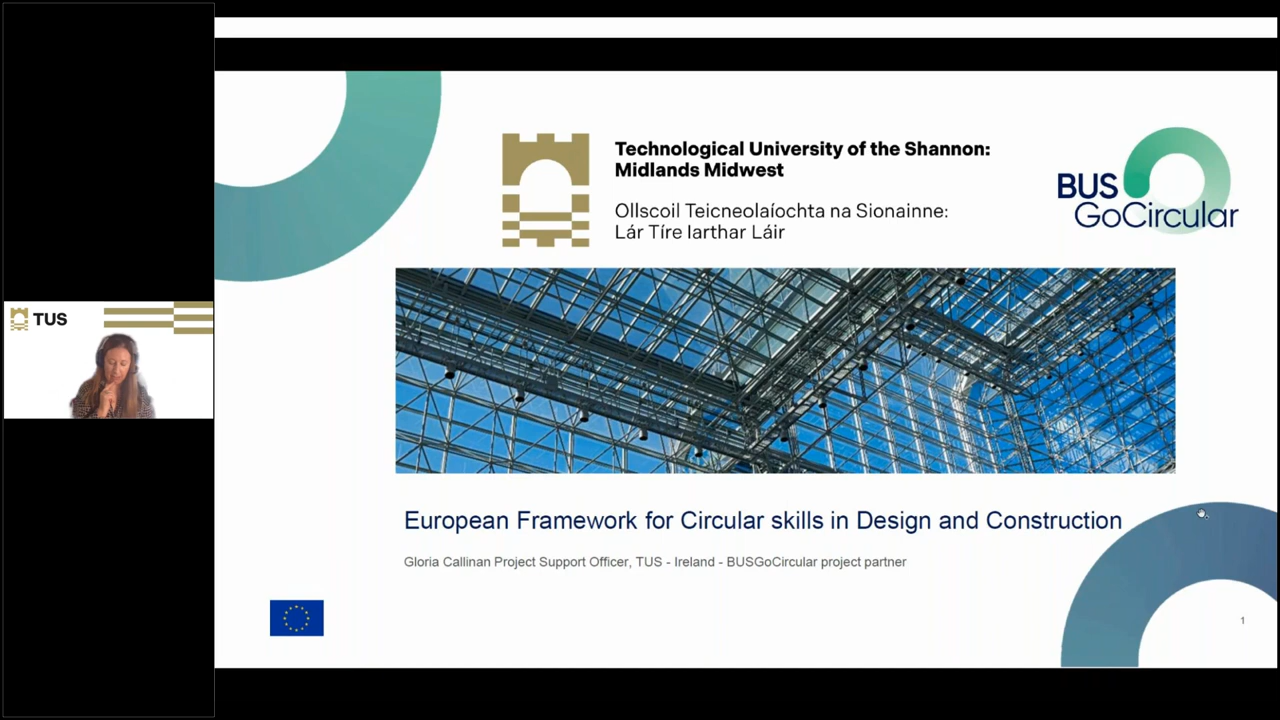 TUS
Technological University of the Shannon:
Midlands Midwest
Ollscoil Teicneolaíochta na Sionainne:
Lár Tíre Iarthar Láir
BUS
GoCircular
European Framework for Circular skills in Design and Construction
Gloria Callinan Project Support Officer, TUS - Ireland - BUSGoCircular project partner
1